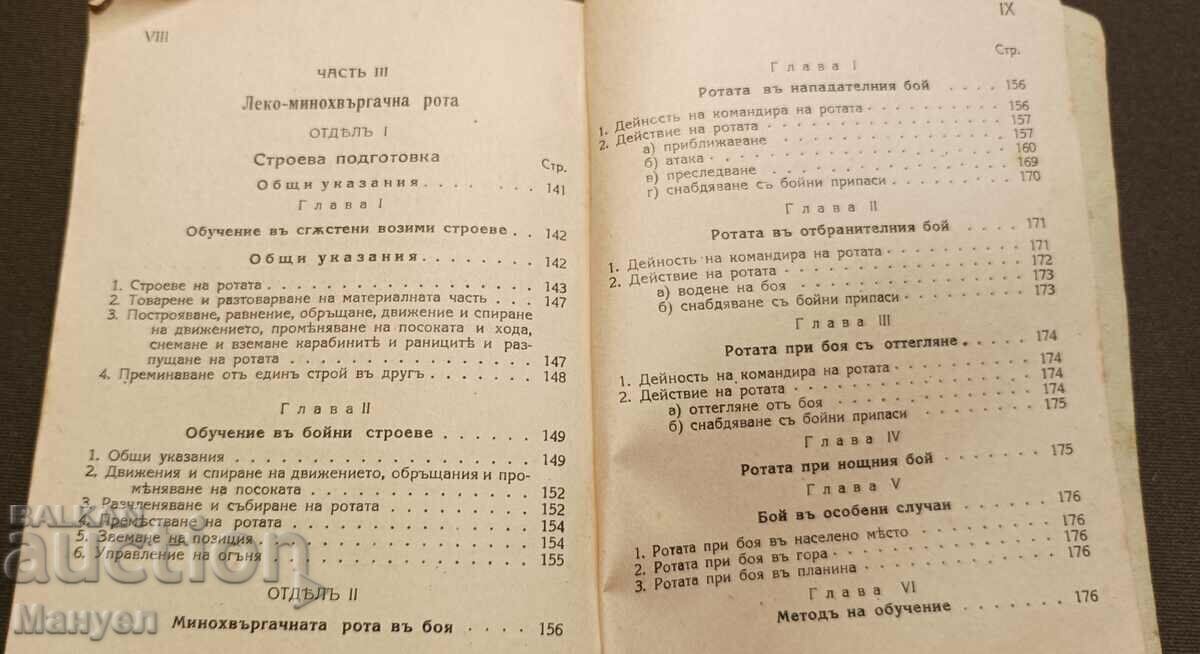 VIII
ЧАСТЬ III
Леко-минохвъргачна рота
ОТДѢЛЪ I
Строева подготовка
Стр.
Общи указания . . . . . . . 141
Глава I
Обучение въ сгѫстени возими строеве . . 142
Общи указания . . . . . . . . 142
1. Строеве на ротата . . . . . . . . . 143
2. Товарене и разтоварване на материалната часть . . . 147
3. Построяване, равнение, обръщане, движение и спиране
на движението, промѣняване на посоката и хода,
снемане и вземане карабинитѣ и раницитѣ и раз-
пущане на ротата . . . . . . . . . 147
4. Преминаване отъ единъ строй въ другъ . . . . . 148
Глава II
Обучение въ бойни строеве . . . . . . 149
1. Общи указания . . . . . . . . . 149
2. Движения и спиране на движението, обръщания и про-
мѣняване на посоката . . . . . . . . 152
3. Разчленяване и събиране на ротата . . . . . 152
4. Премѣстване на ротата . . . . . . . 154
5. Звемане на позиция . . . . . . . . 154
6. Управление на огъня . . . . . . . . 155
ОТДѢЛЪ II
Минохвъргачната рота въ боя . . . . 156
IX
Стр.
Глава I
Ротата въ нападателния бой . . . . 156
1. Дейность на командира на ротата . . . . . . 156
2. Действие на ротата . . . . . . . . 157
а) приближаване . . . . . . . . 157
б) атака . . . . . . . . . 160
в) преследване . . . . . . . . 169
г) снабдяване съ бойни припаси . . . . . 170
Глава II
Ротата въ отбранителния бой . . . . 171
1. Дейность на командира на ротата . . . . . . 171
2. Действие на ротата . . . . . . . . 172
а) водене на боя . . . . . . . . 173
б) снабдяване съ бойни припаси . . . . . 173
Глава III
Ротата при боя съ оттегляне . . . . 174
1. Дейность на командира на ротата . . . . . . 174
2. Действие на ротата . . . . . . . . 174
а) оттегляне отъ боя . . . . . . . 174
б) снабдяване съ бойни припаси . . . . . 175
Глава IV
Ротата при нощния бой . . . . . 175
Глава V
Бой въ особени случаи . . . . . 176
1. Ротата при боя въ населено мѣсто . . . . . 176
2. Ротата при боя въ гора . . . . . . . 176
3. Ротата при боя въ планина . . . . . . 176
Глава VI
Методъ на обучение . . . . . . 176
BALKAN
auction
Мануел